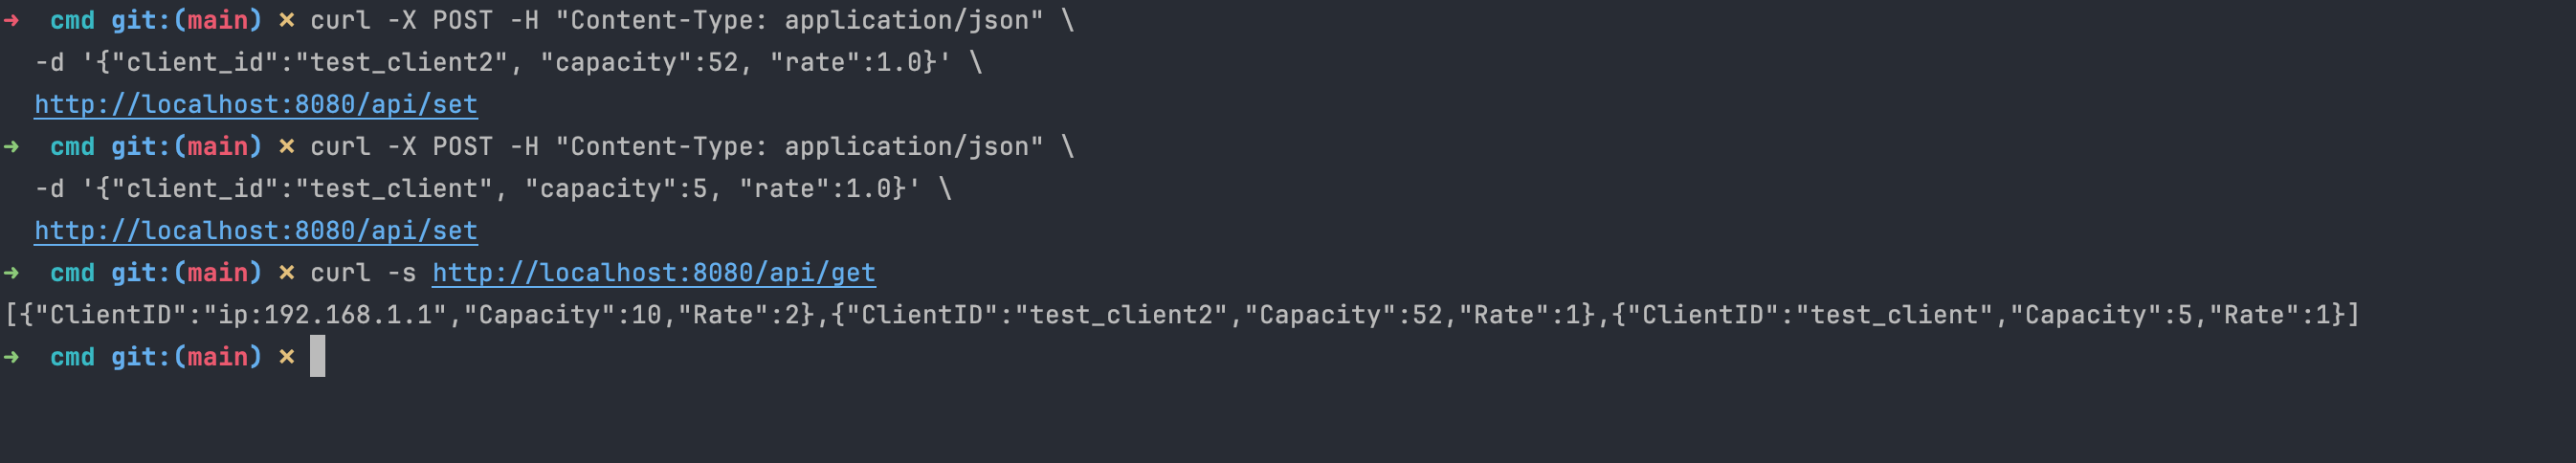 ➜  cmd git:(main) ✗ curl -X POST -H "Content-Type: application/json" \
  -d '{"client_id":"test_client2", "capacity":52, "rate":1.0}' \
  http://localhost:8080/api/set
➜  cmd git:(main) ✗ curl -X POST -H "Content-Type: application/json" \
  -d '{"client_id":"test_client", "capacity":5, "rate":1.0}' \
  http://localhost:8080/api/set
➜  cmd git:(main) ✗ curl -s http://localhost:8080/api/get
[{"ClientID":"ip:192.168.1.1","Capacity":10,"Rate":2},{"ClientID":"test_client2","Capacity":52,"Rate":1},{"ClientID":"test_client","Capacity":5,"Rate":1}]
➜  cmd git:(main) ✗